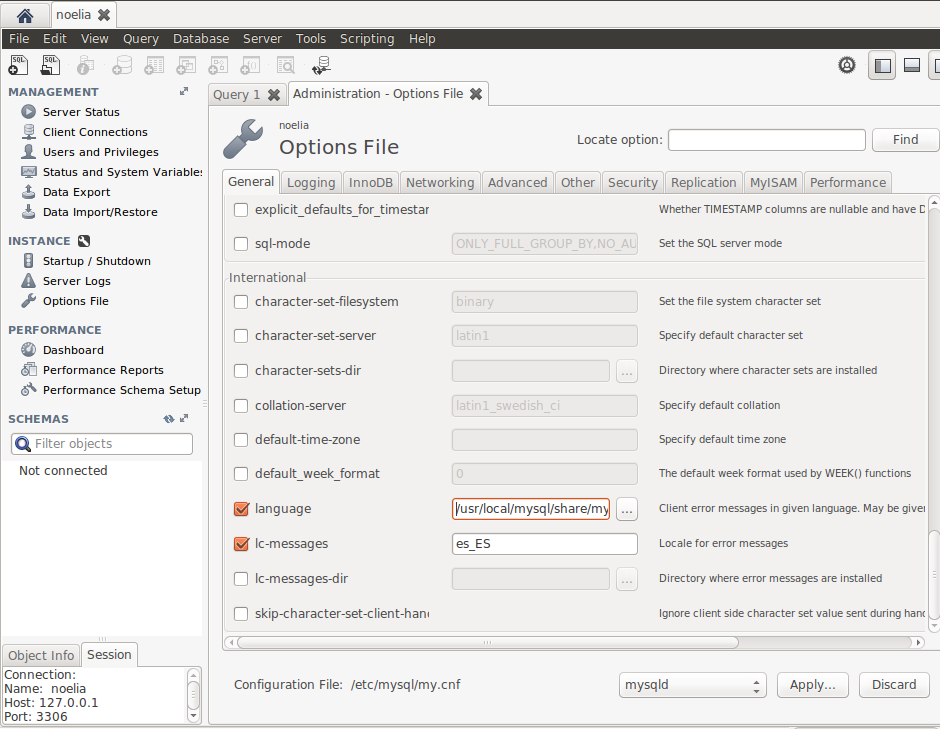 noelia
File Edit View Query Database Server Tools Scripting Help
SQL SQL
MANAGEMENT
Server Status
Client Connections
Users and Privileges
Status and System Variables
Data Export
Data Import/Restore
INSTANCE
Startup / Shutdown
Server Logs
Options File
PERFORMANCE
Dashboard
Performance Reports
Performance Schema Setup
SCHEMAS
Filter objects
Not connected
Object Info Session
Connection:
Name: noelia
Host: 127.0.0.1
Port: 3306
Query 1 Administration - Options File
noelia
Options File
Locate option: Find
General Logging InnoDB Networking Advanced Other Security Replication MyISAM Performance
explicit_defaults_for_timestar Whether TIMESTAMP columns are nullable and have D
sql-mode ONLY_FULL_GROUP_BY,NO_AU Set the SQL server mode
International
character-set-filesystem binary Set the file system character set
character-set-server latin1 Specify default character set
character-sets-dir ... Directory where character sets are installed
collation-server latin1_swedish_ci Specify default collation
default-time-zone Specify default time zone
default_week_format 0 The default week format used by WEEK() functions
language /usr/local/mysql/share/my ... Client error messages in given language. May be given
lc-messages es_ES Locale for error messages
lc-messages-dir ... Directory where error messages are installed
skip-character-set-client-hand Ignore client side character set value sent during hand
Configuration File: /etc/mysql/my.cnf mysqld Apply... Discard